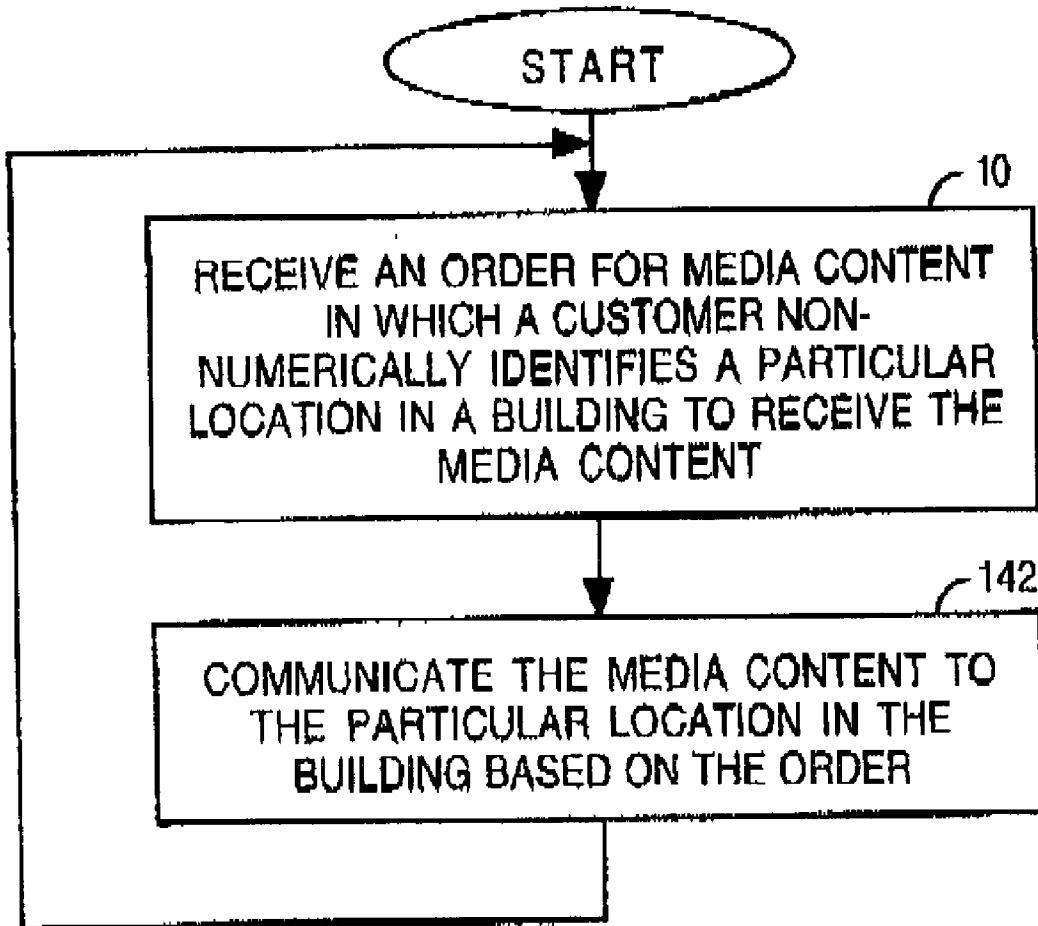 START
10
RECEIVE AN ORDER FOR MEDIA CONTENT
IN WHICH A CUSTOMER NON-
NUMERICALLY IDENTIFIES A PARTICULAR
LOCATION IN A BUILDING TO RECEIVE THE
MEDIA CONTENT
142
COMMUNICATE THE MEDIA CONTENT TO
THE PARTICULAR LOCATION IN THE
BUILDING BASED ON THE ORDER